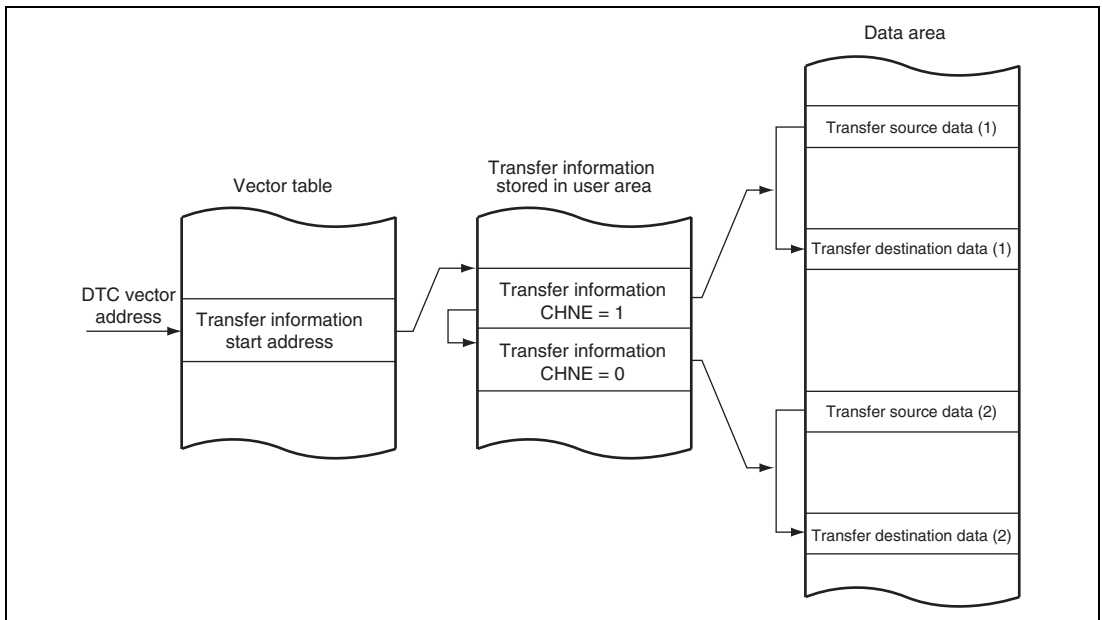 Data area
Transfer source data (1)
Transfer information
stored in user area
Vector table
Transfer destination data (1)
DTC vector
address
Transfer information
start address
Transfer information
CHNE = 1
Transfer information
CHNE = 0
Transfer source data (2)
Transfer destination data (2)